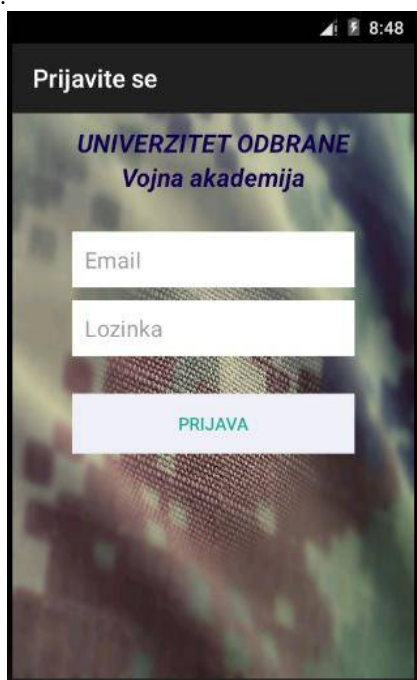 .
8:48
Prijavite se
UNIVERZITET ODBRANE
Vojna akademija
Email
Lozinka
PRIJAVA